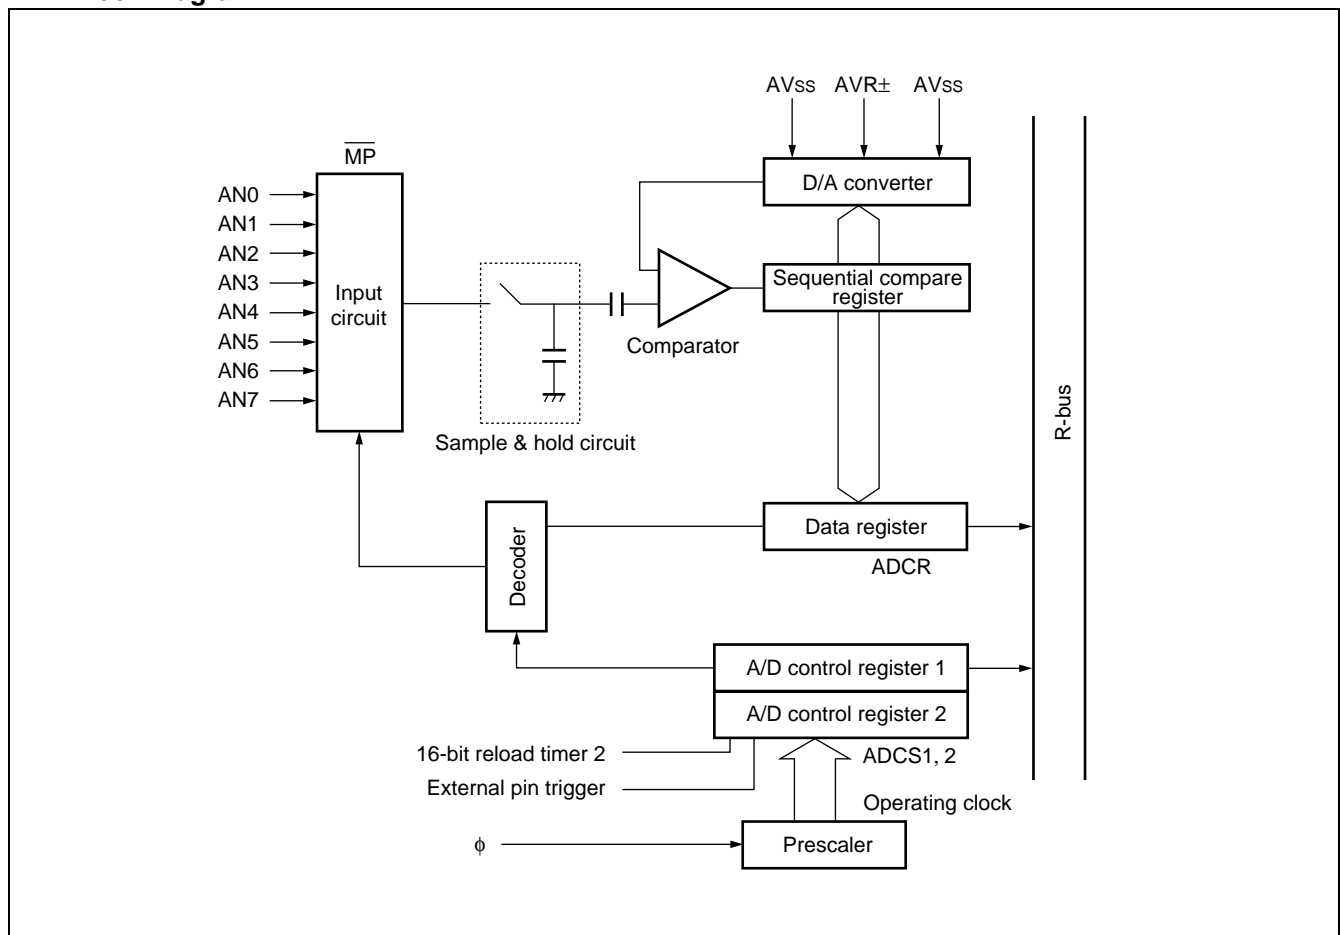 AVSS AVR± AVSS
MP
D/A converter
AN0
AN1
AN2
AN3
AN4
AN5
AN6
AN7
Input
circuit
Sequential compare
register
Comparator
Sample & hold circuit
R-bus
Decoder
Data register
ADCR
A/D control register 1
A/D control register 2
16-bit reload timer 2
ADCS1, 2
External pin trigger
Operating clock
ϕ
Prescaler